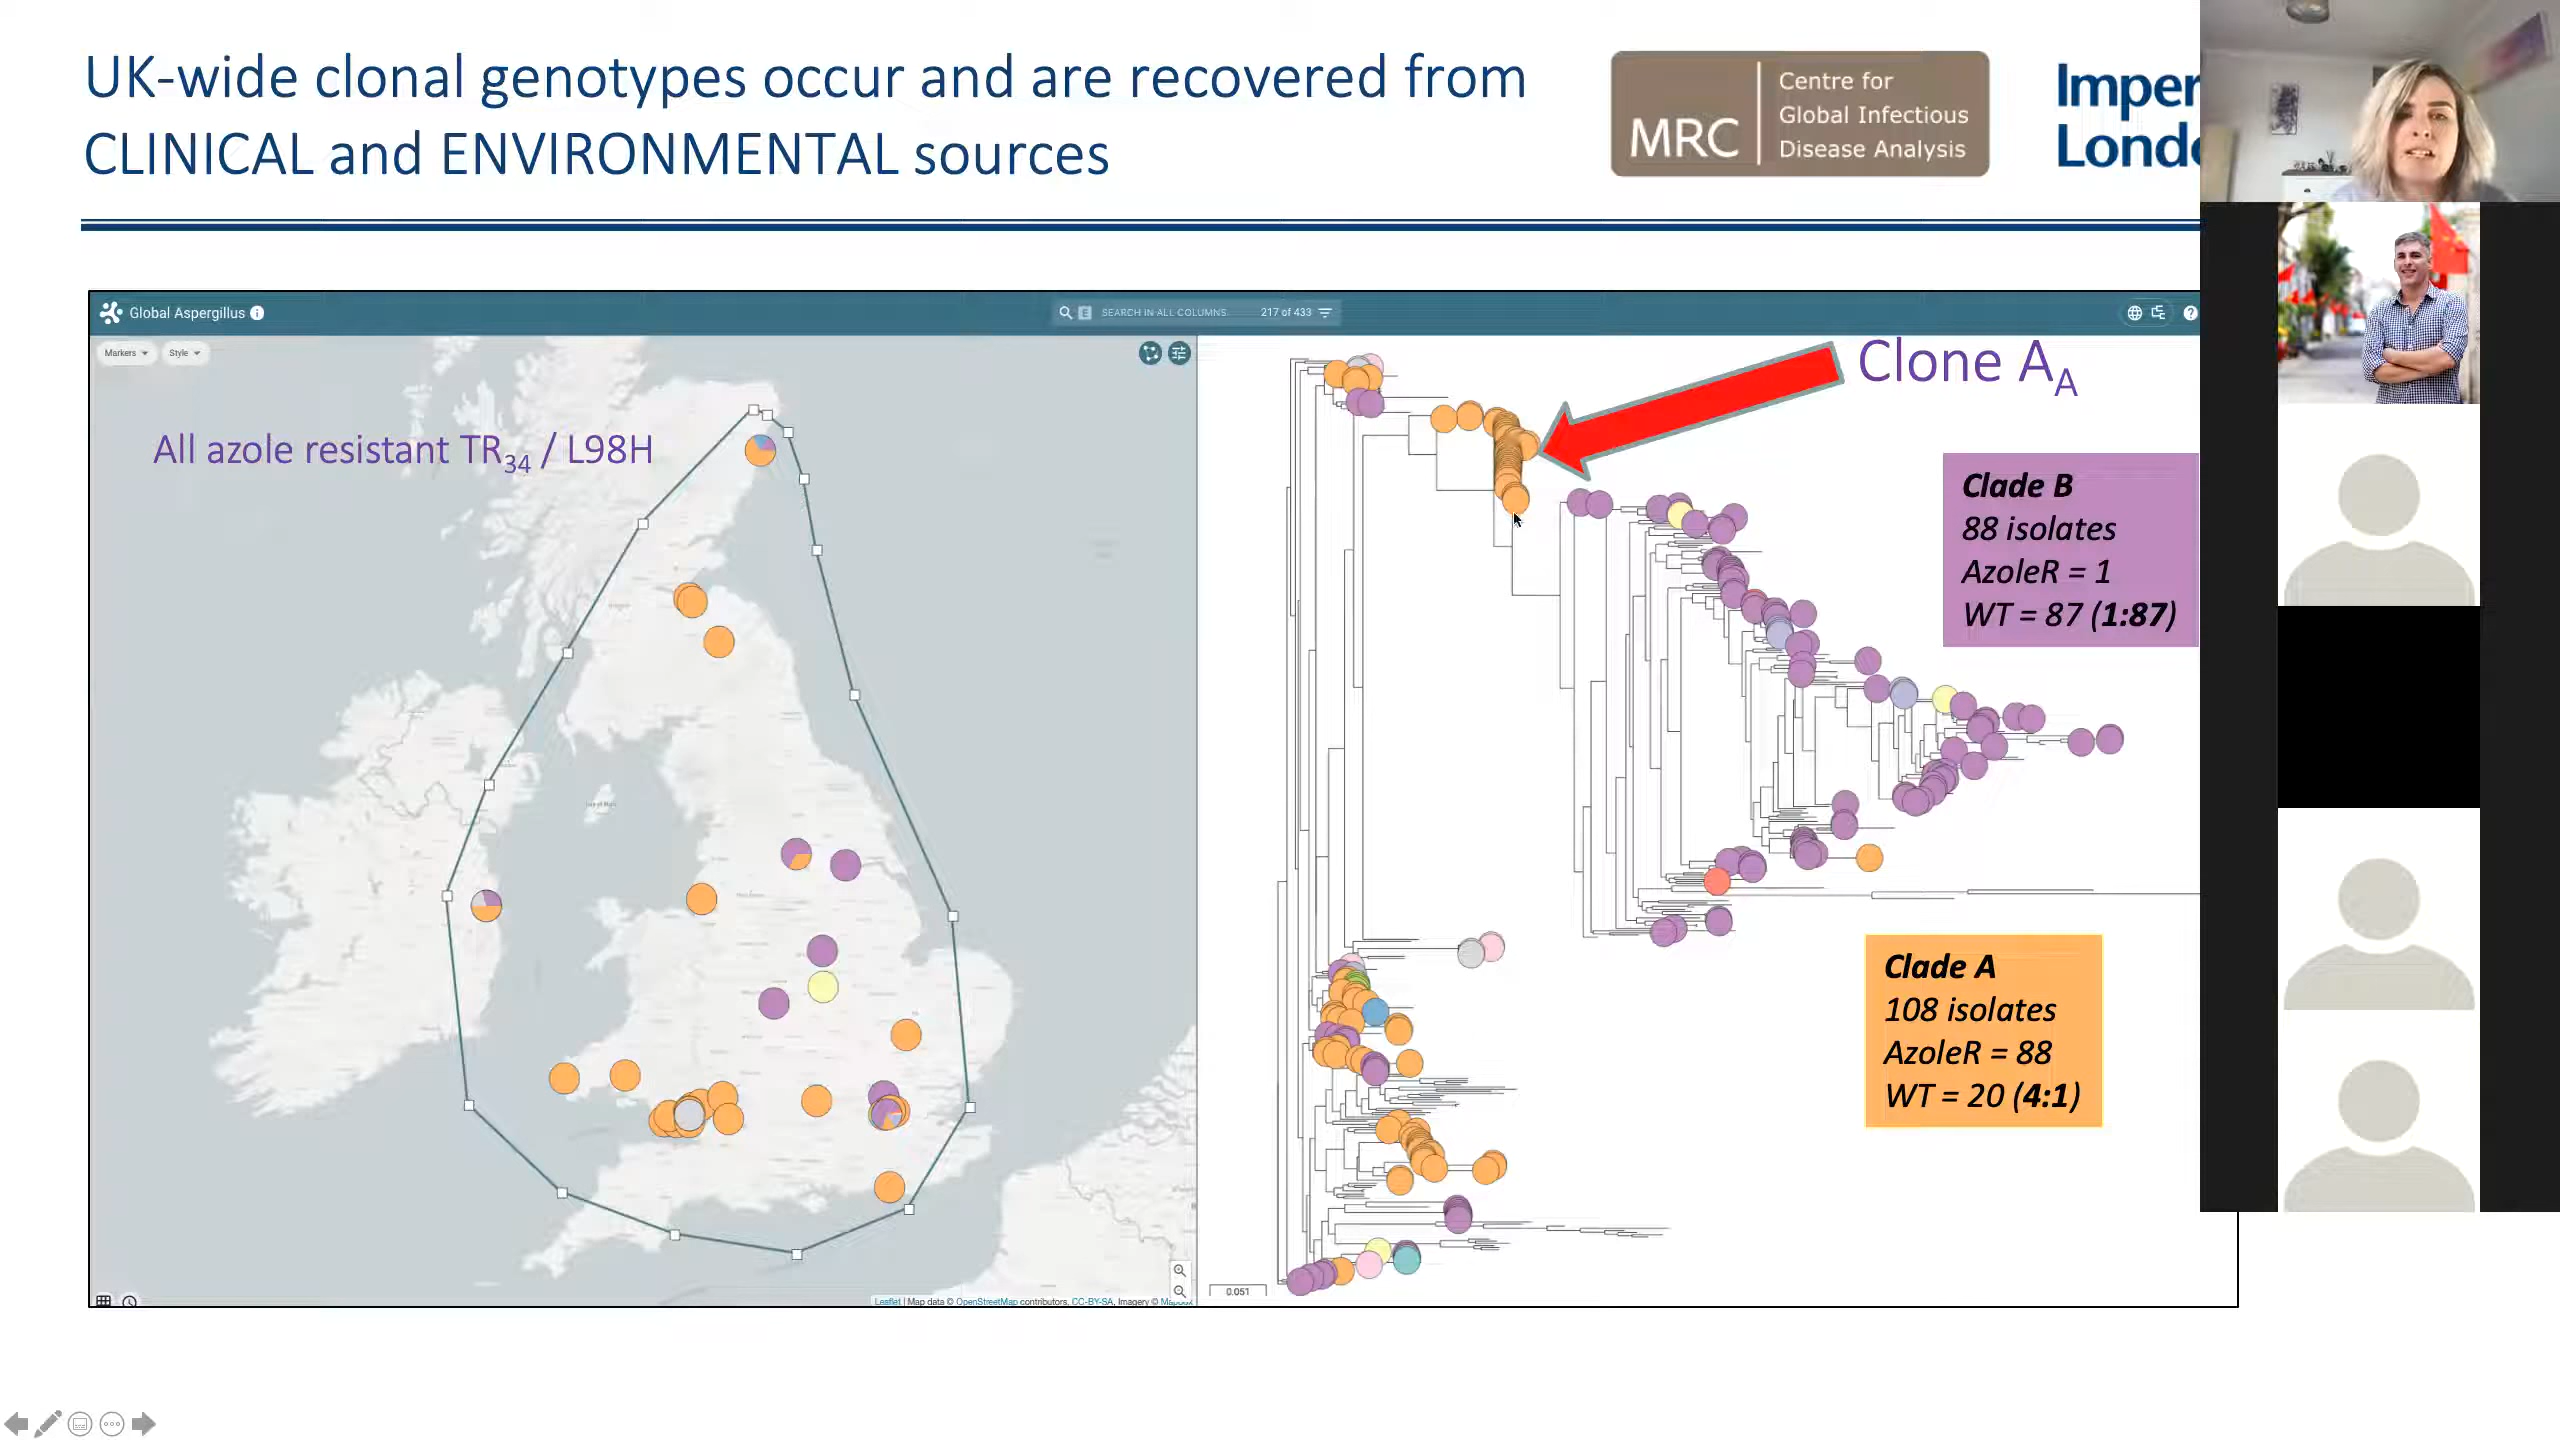 UK-wide clonal genotypes occur and are recovered from
CLINICAL and ENVIRONMENTAL sources
MRC
Centre for
Global Infectious
Disease Analysis
Imper
Londo
Global Aspergillus
SEARCH IN ALL COLUMNS
217 of 433
Markers
Style
All azole resistant TR34 / L98H
Clone AA
Clade B
88 isolates
AzoleR = 1
WT = 87 (1:87)
Clade A
108 isolates
AzoleR = 88
WT = 20 (4:1)
0.051
Leaflet | Map data © OpenStreetMap contributors, CC-BY-SA, Imagery © Mapbox